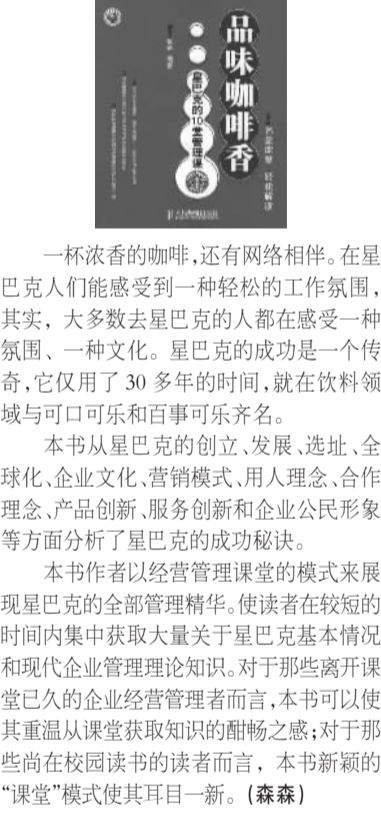 品味咖啡香
星巴克的10堂管理课
一杯浓香的咖啡，还有网络相伴。在星
巴克人们能感受到一种轻松的工作氛围，
其实，大多数去星巴克的人都在感受一种
氛围、一种文化。星巴克的成功是一个传
奇，它仅用了 30 多年的时间，就在饮料领
域与可口可乐和百事可乐齐名。
本书从星巴克的创立、发展、选址、全
球化、企业文化、营销模式、用人理念、合作
理念、产品创新、服务创新和企业公民形象
等方面分析了星巴克的成功秘诀。
本书作者以经营管理课堂的模式来展
现星巴克的全部管理精华。使读者在较短的
时间内集中获取大量关于星巴克基本情况
和现代企业管理理论知识。对于那些离开课
堂已久的企业经营管理者而言，本书可以使
其重温从课堂获取知识的酣畅之感；对于那
些尚在校园读书的读者而言，本书新颖的
“课堂”模式使其耳目一新。（森森）